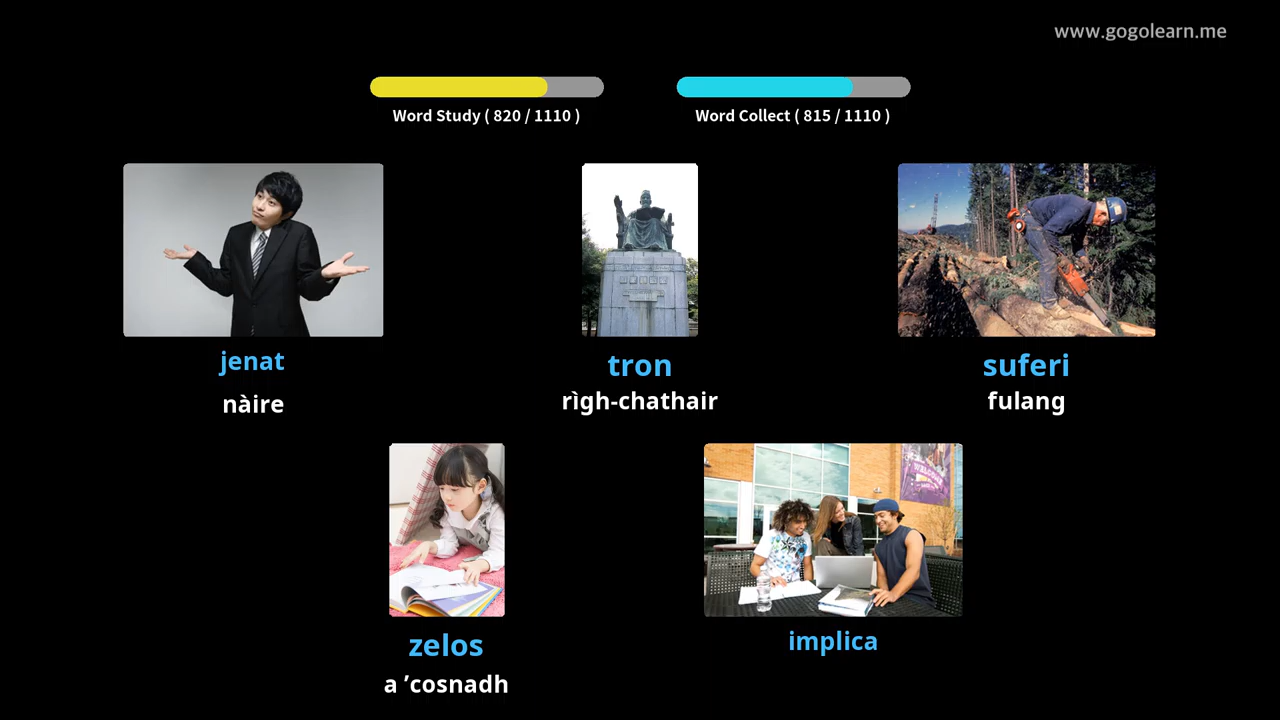 www.gogolearn.me
Word Study ( 820 / 1110 )
Word Collect ( 815 / 1110 )
jenat
nàire
tron
rìgh-chathair
suferi
fulang
zelos
a ’cosnadh
implica